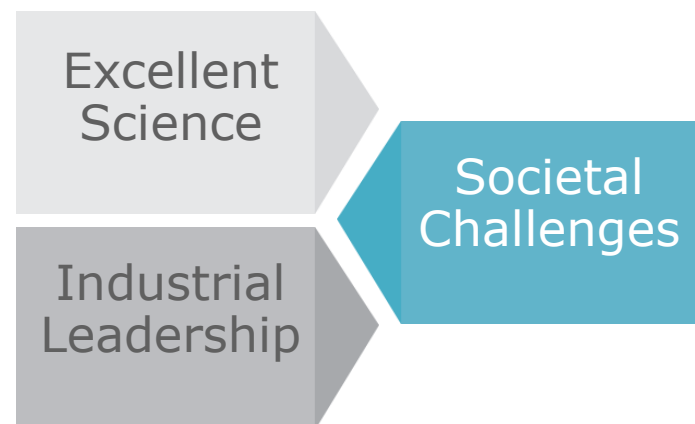 Excellent
Science
Societal
Challenges
Industrial
Leadership